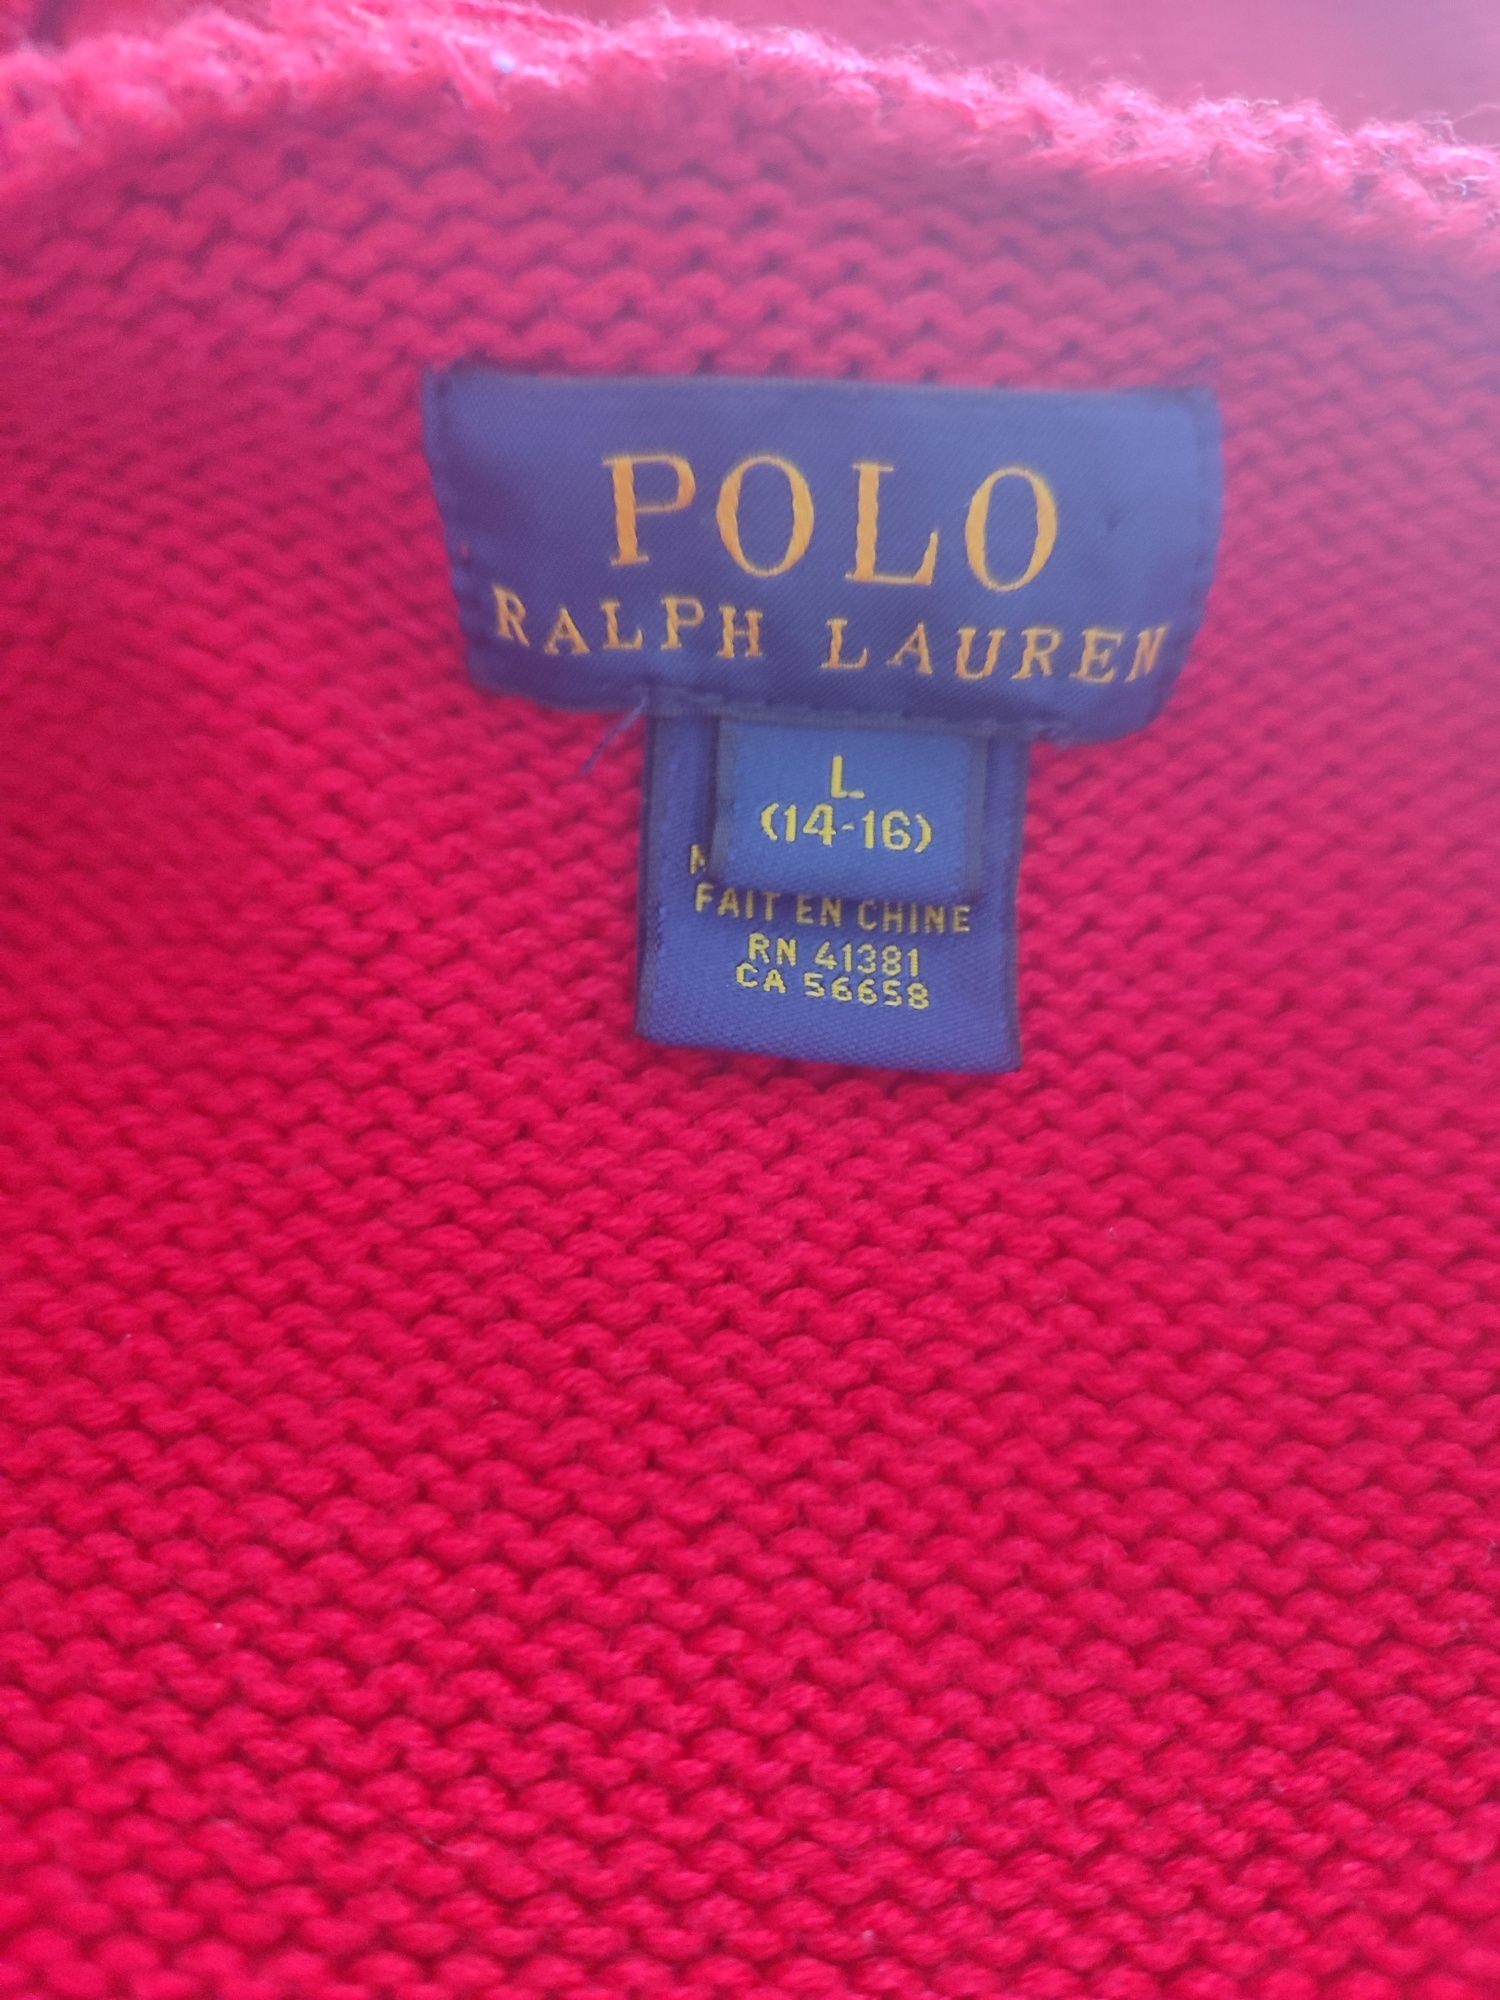 POLO
RALPH LAUREN
L
(14-16)
FAIT EN CHINE
RN 41381
CA 56658